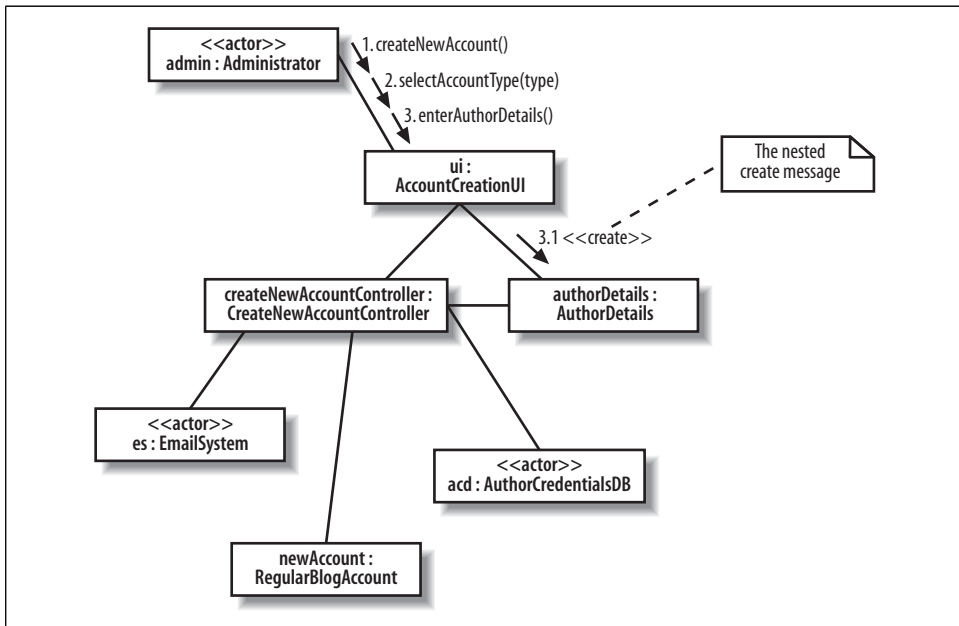 <<actor>>
admin : Administrator
1. createNewAccount()
2. selectAccountType(type)
3. enterAuthorDetails()
ui :
AccountCreationUI
The nested
create message
3.1 <<create>>
createNewAccountController :
CreateNewAccountController
authorDetails :
AuthorDetails
<<actor>>
es : EmailSystem
<<actor>>
acd : AuthorCredentialsDB
newAccount :
RegularBlogAccount